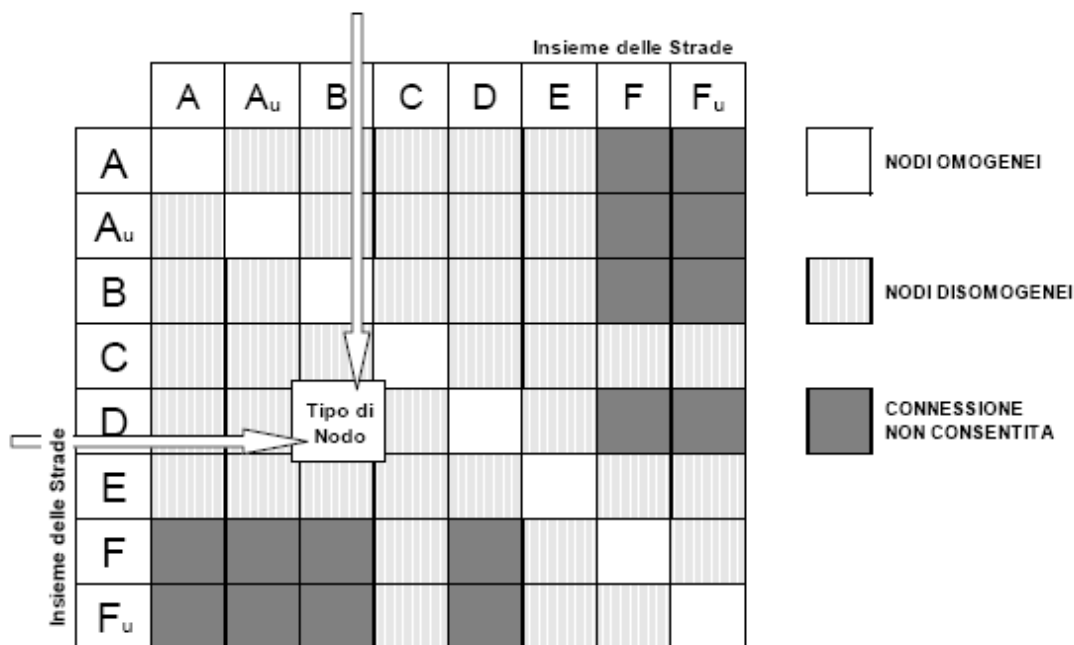 Insieme delle Strade
A Au B C D E F Fu
A
NODI OMOGENEI
Au
B
NODI DISOMOGENEI
C
D
Tipo di
Nodo
CONNESSIONE
NON CONSENTITA
E
F
Fu
Insieme delle Strade